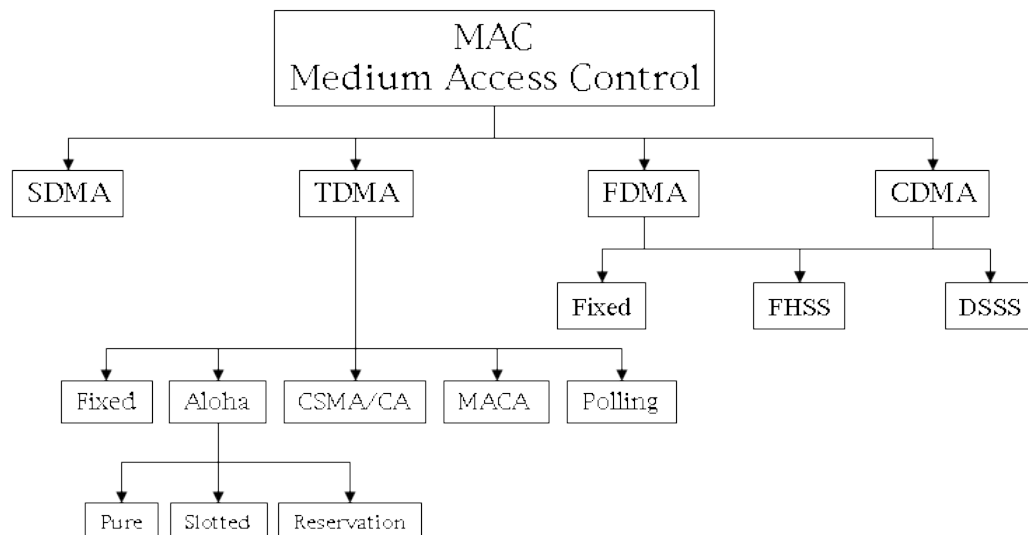 MAC
Medium Access Control
SDMA
TDMA
FDMA
CDMA
Fixed
FHSS
DSSS
Fixed
Aloha
CSMA/CA
MACA
Polling
Pure
Slotted
Reservation